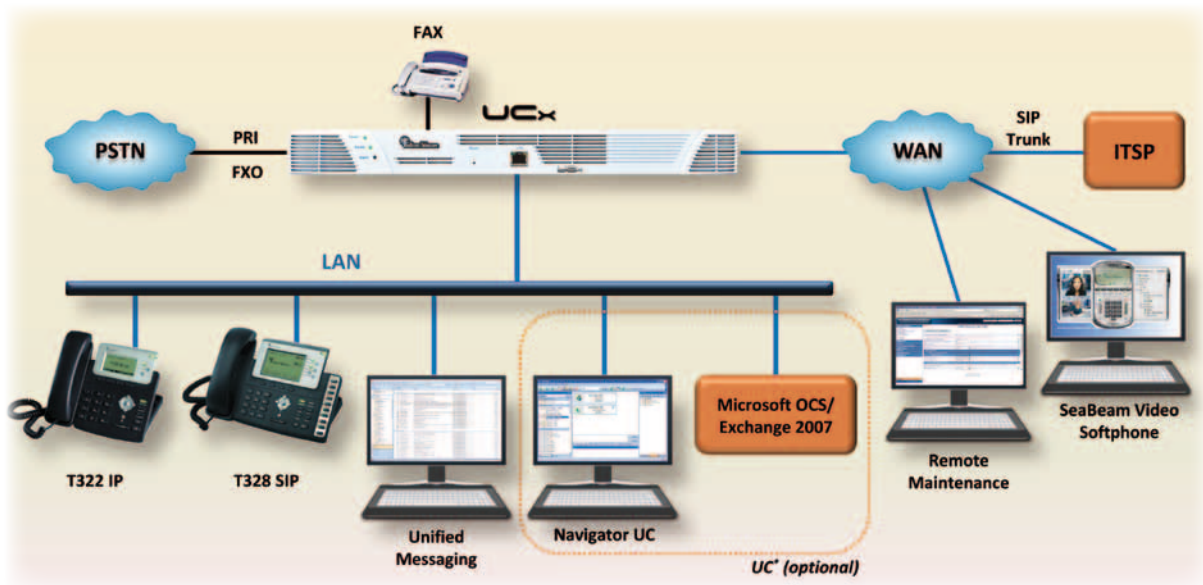 FAX
UCx
PSTN
PRI
FXO
WAN
SIP
Trunk
ITSP
LAN
T322 IP
T328 SIP
Unified
Messaging
Navigator UC
Microsoft OCS/
Exchange 2007
UC⁺ (optional)
Remote
Maintenance
SeaBeam Video
Softphone